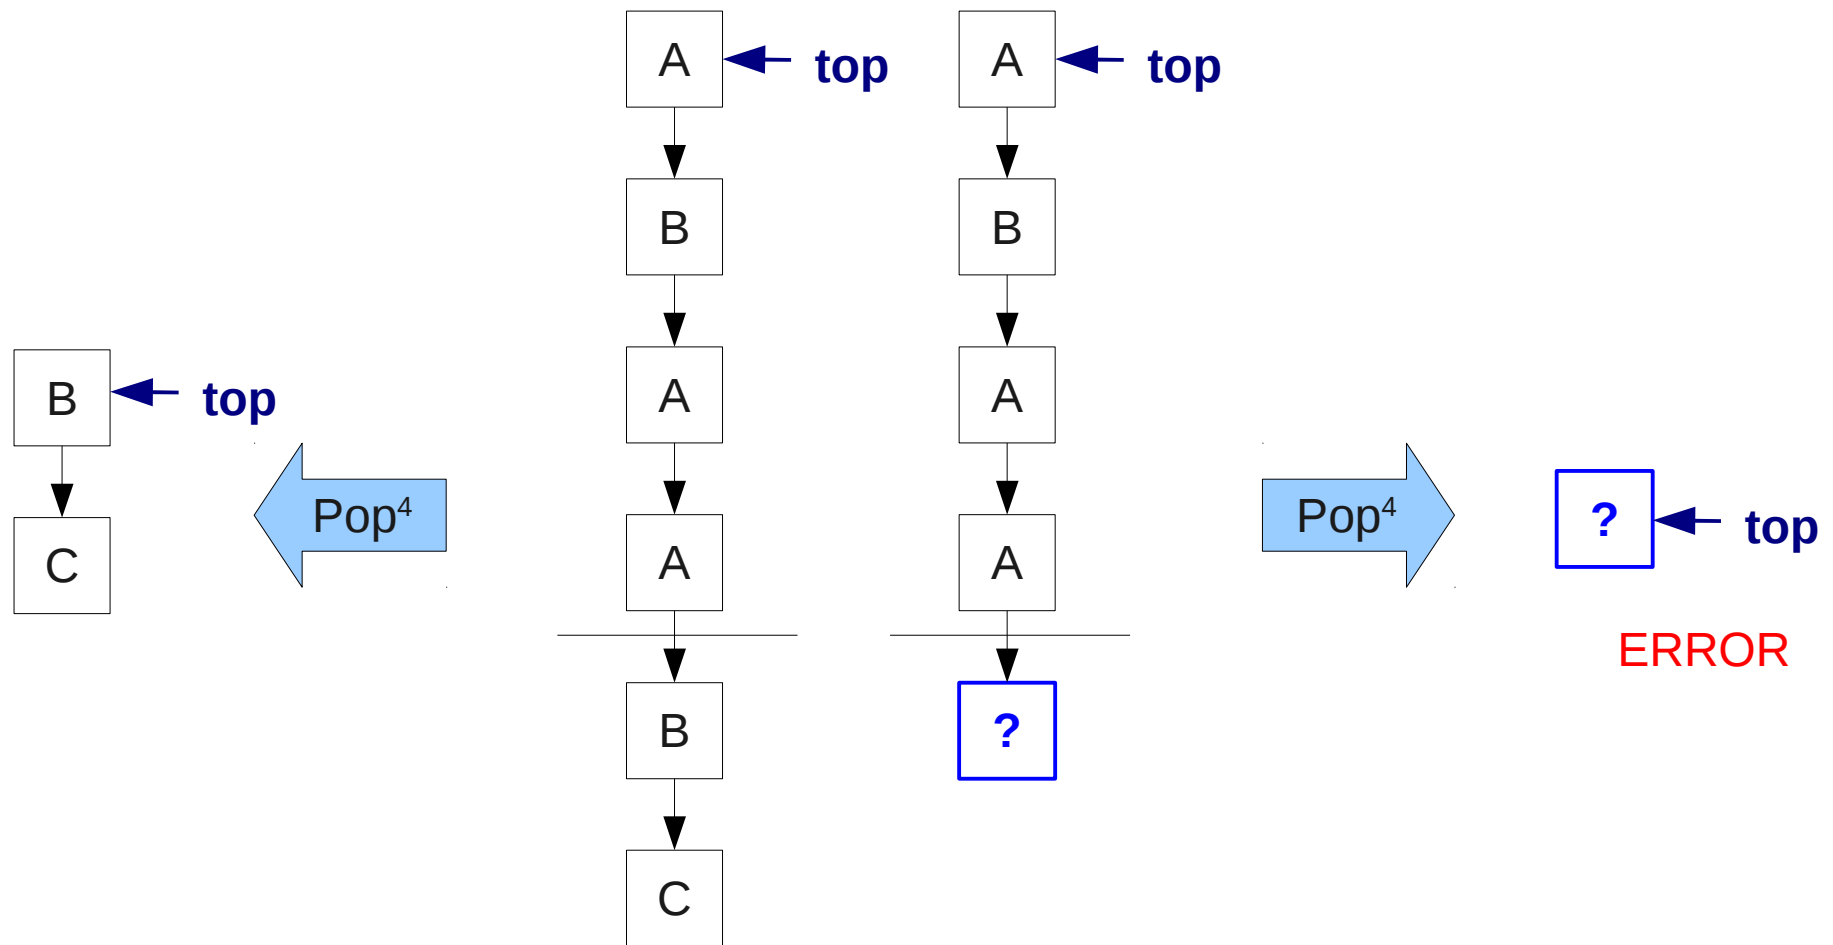 A top A top
B B
A A
B top
Pop⁴ Pop⁴
? top
C A A
ERROR
B ?
C